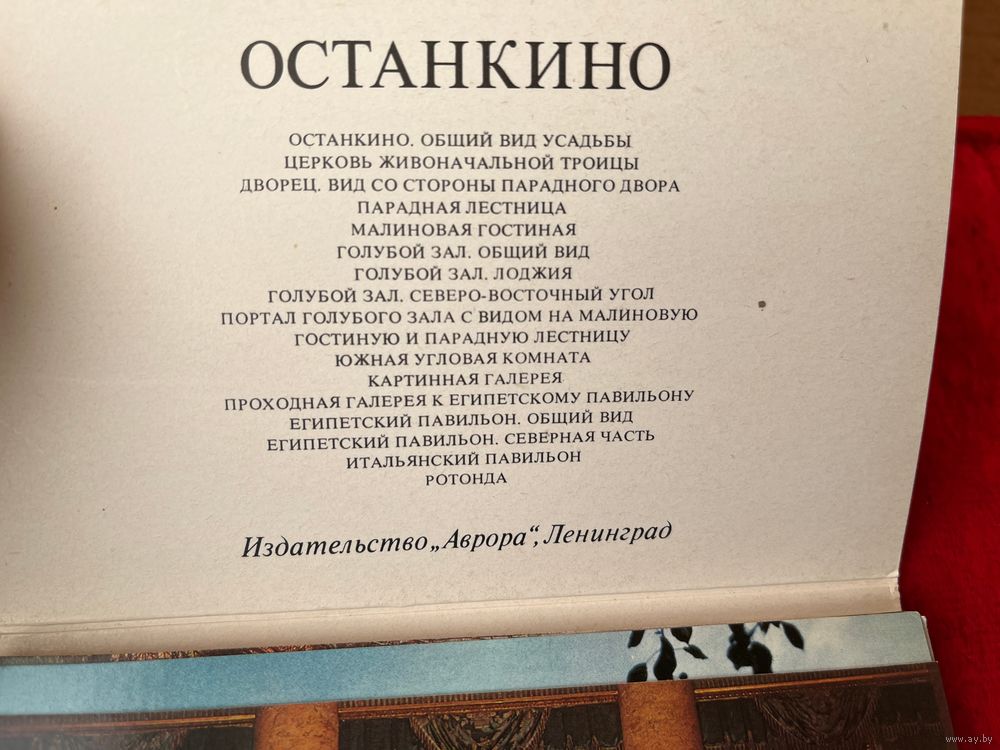 ОСТАНКИНО
ОСТАНКИНО. ОБЩИЙ ВИД УСАДЬБЫ
ЦЕРКОВЬ ЖИВОНАЧАЛЬНОЙ ТРОИЦЫ
ДВОРЕЦ. ВИД СО СТОРОНЫ ПАРАДНОГО ДВОРА
ПАРАДНАЯ ЛЕСТНИЦА
МАЛИНОВАЯ ГОСТИНАЯ
ГОЛУБОЙ ЗАЛ. ОБЩИЙ ВИД
ГОЛУБОЙ ЗАЛ. ЛОДЖИЯ
ГОЛУБОЙ ЗАЛ. СЕВЕРО-ВОСТОЧНЫЙ УГОЛ
ПОРТАЛ ГОЛУБОГО ЗАЛА С ВИДОМ НА МАЛИНОВУЮ
ГОСТИНУЮ И ПАРАДНУЮ ЛЕСТНИЦУ
ЮЖНАЯ УГЛОВАЯ КОМНАТА
КАРТИННАЯ ГАЛЕРЕЯ
ПРОХОДНАЯ ГАЛЕРЕЯ К ЕГИПЕТСКОМУ ПАВИЛЬОНУ
ЕГИПЕТСКИЙ ПАВИЛЬОН. ОБЩИЙ ВИД
ЕГИПЕТСКИЙ ПАВИЛЬОН. СЕВЕРНАЯ ЧАСТЬ
ИТАЛЬЯНСКИЙ ПАВИЛЬОН
РОТОНДА
Издательство „Аврора“, Ленинград
www.ay.by